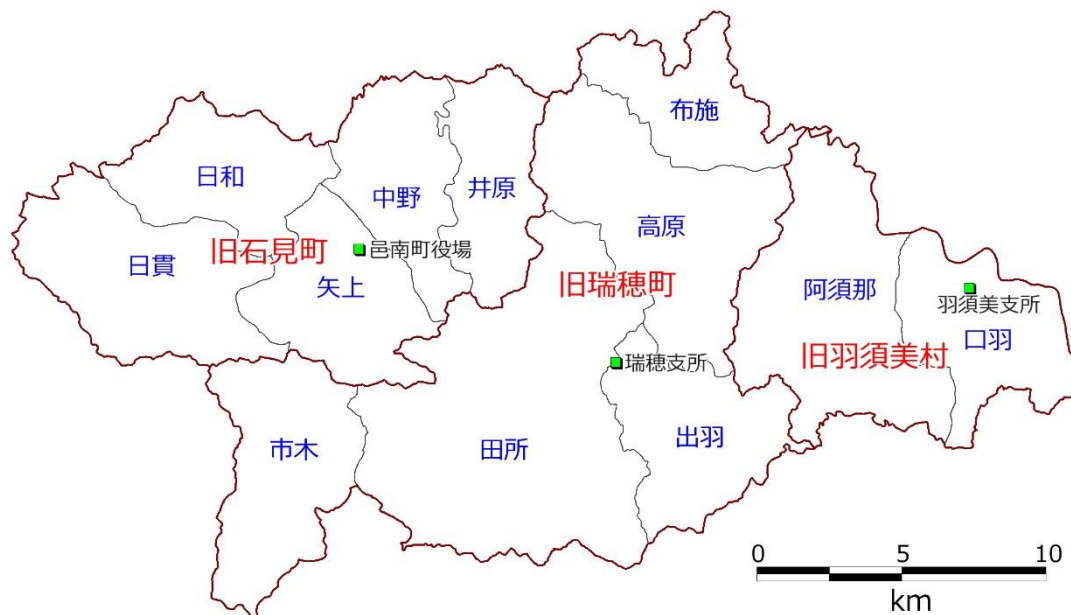 布施
日和
中野
井原
高原
日貫
旧石見町
邑南町役場
矢上
旧瑞穂町
阿須那
羽須美支所
口羽
旧羽須美村
瑞穂支所
市木
田所
出羽
0 5 10
km